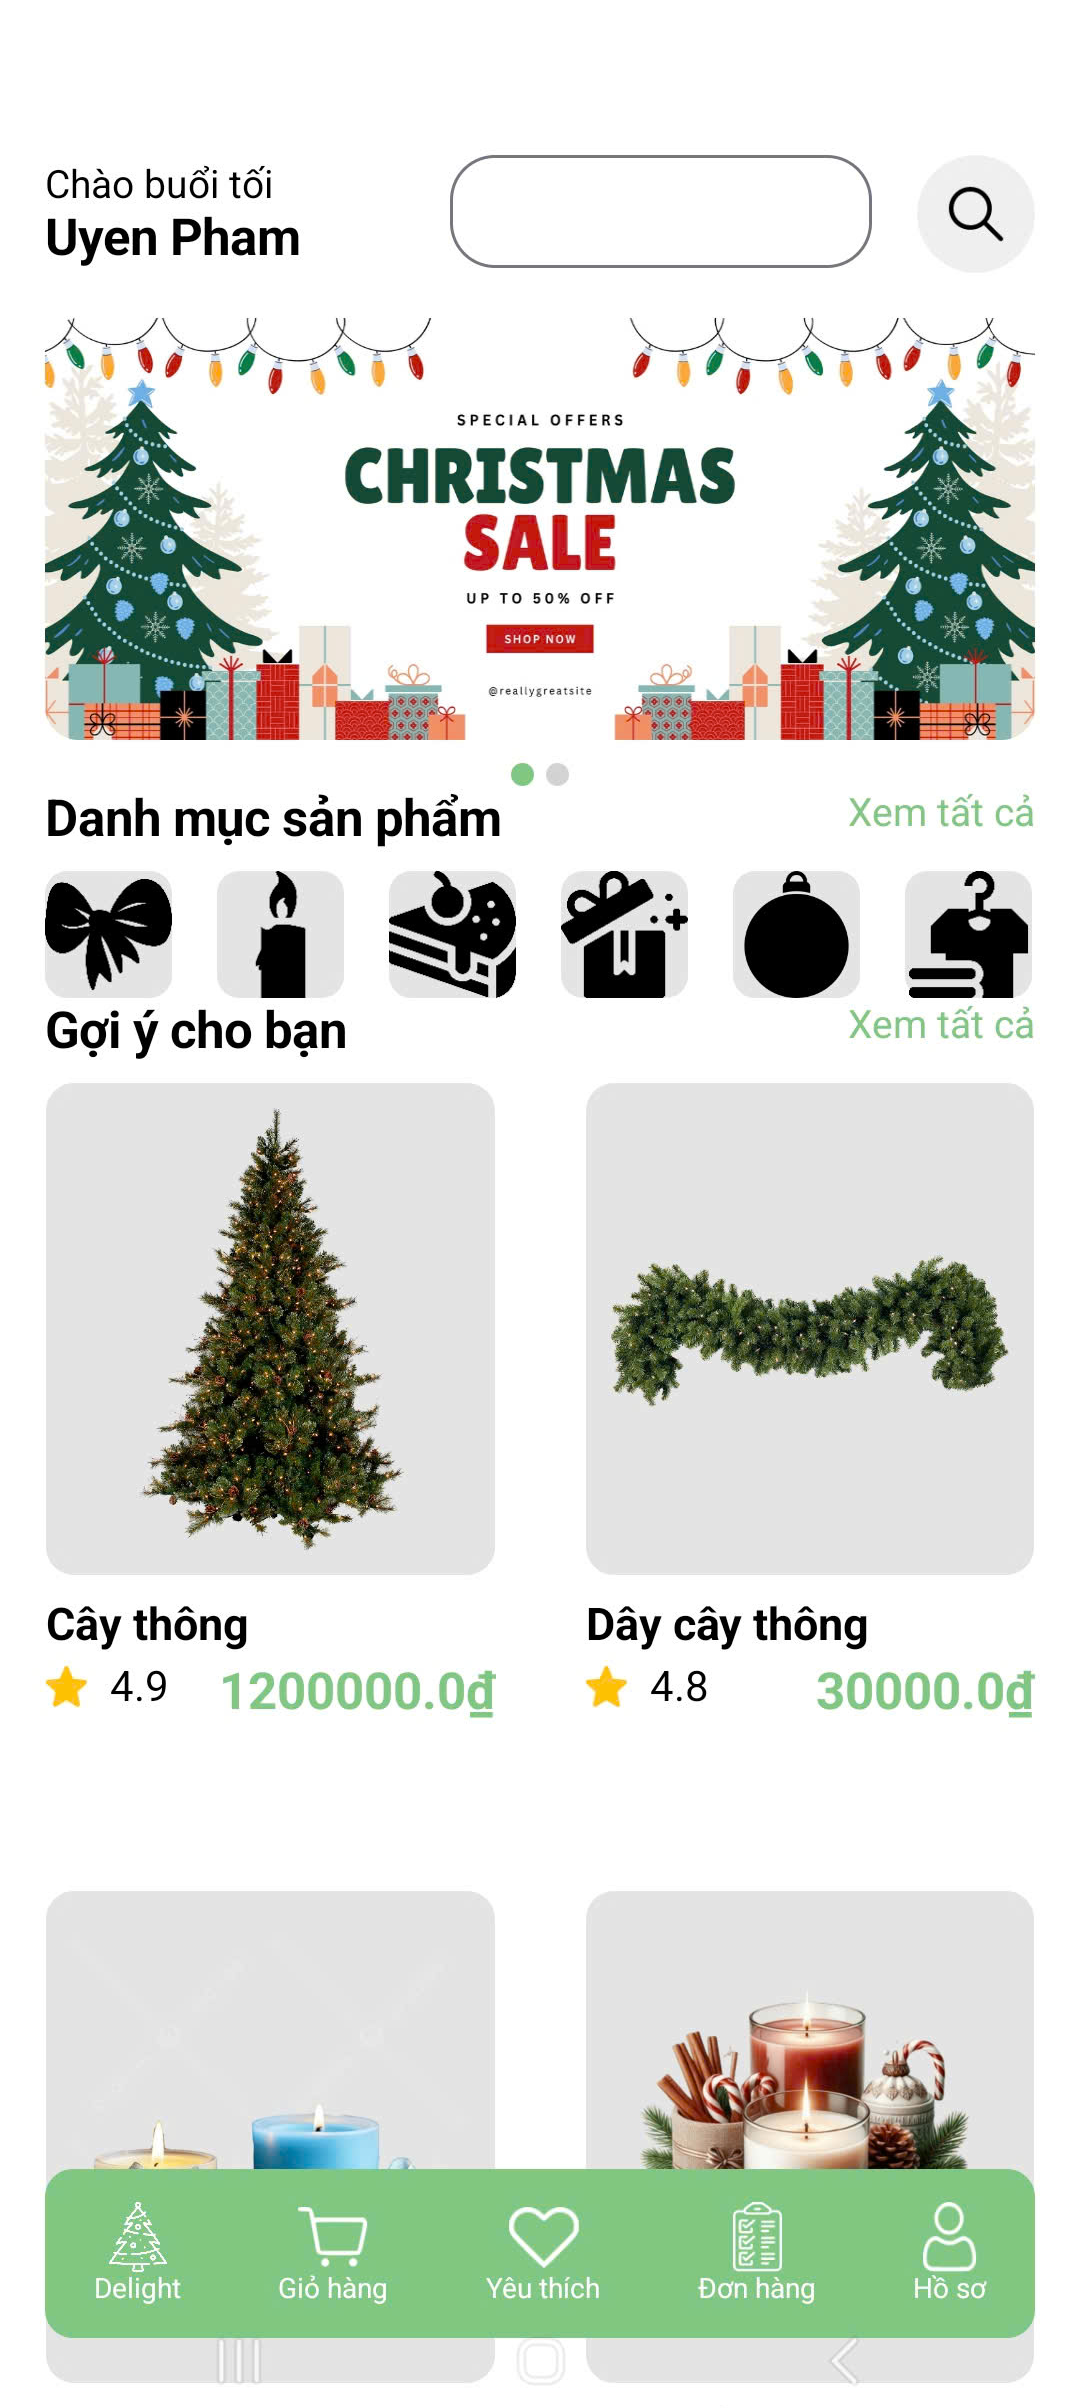 Chào buổi tối
Uyen Pham
SPECIAL OFFERS
CHRISTMAS
SALE
UP TO 50% OFF
SHOP NOW
@reallygreatsite
Danh mục sản phẩm
Xem tất cả
Gợi ý cho bạn
Xem tất cả
Cây thông
Dây cây thông
4.9 1200000.0₫
4.8 30000.0₫
Delight Giỏ hàng Yêu thích Đơn hàng Hồ sơ